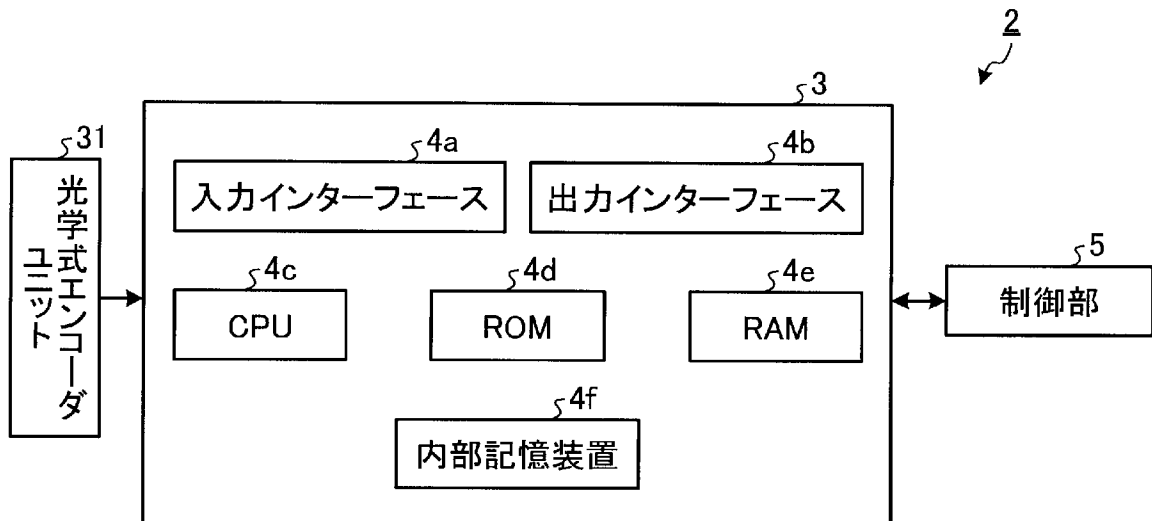 2
3
31
光学式エンコーダ
ユニット
4a
入力インターフェース
4b
出力インターフェース
4c
CPU
4d
ROM
4e
RAM
4f
内部記憶装置
5
制御部